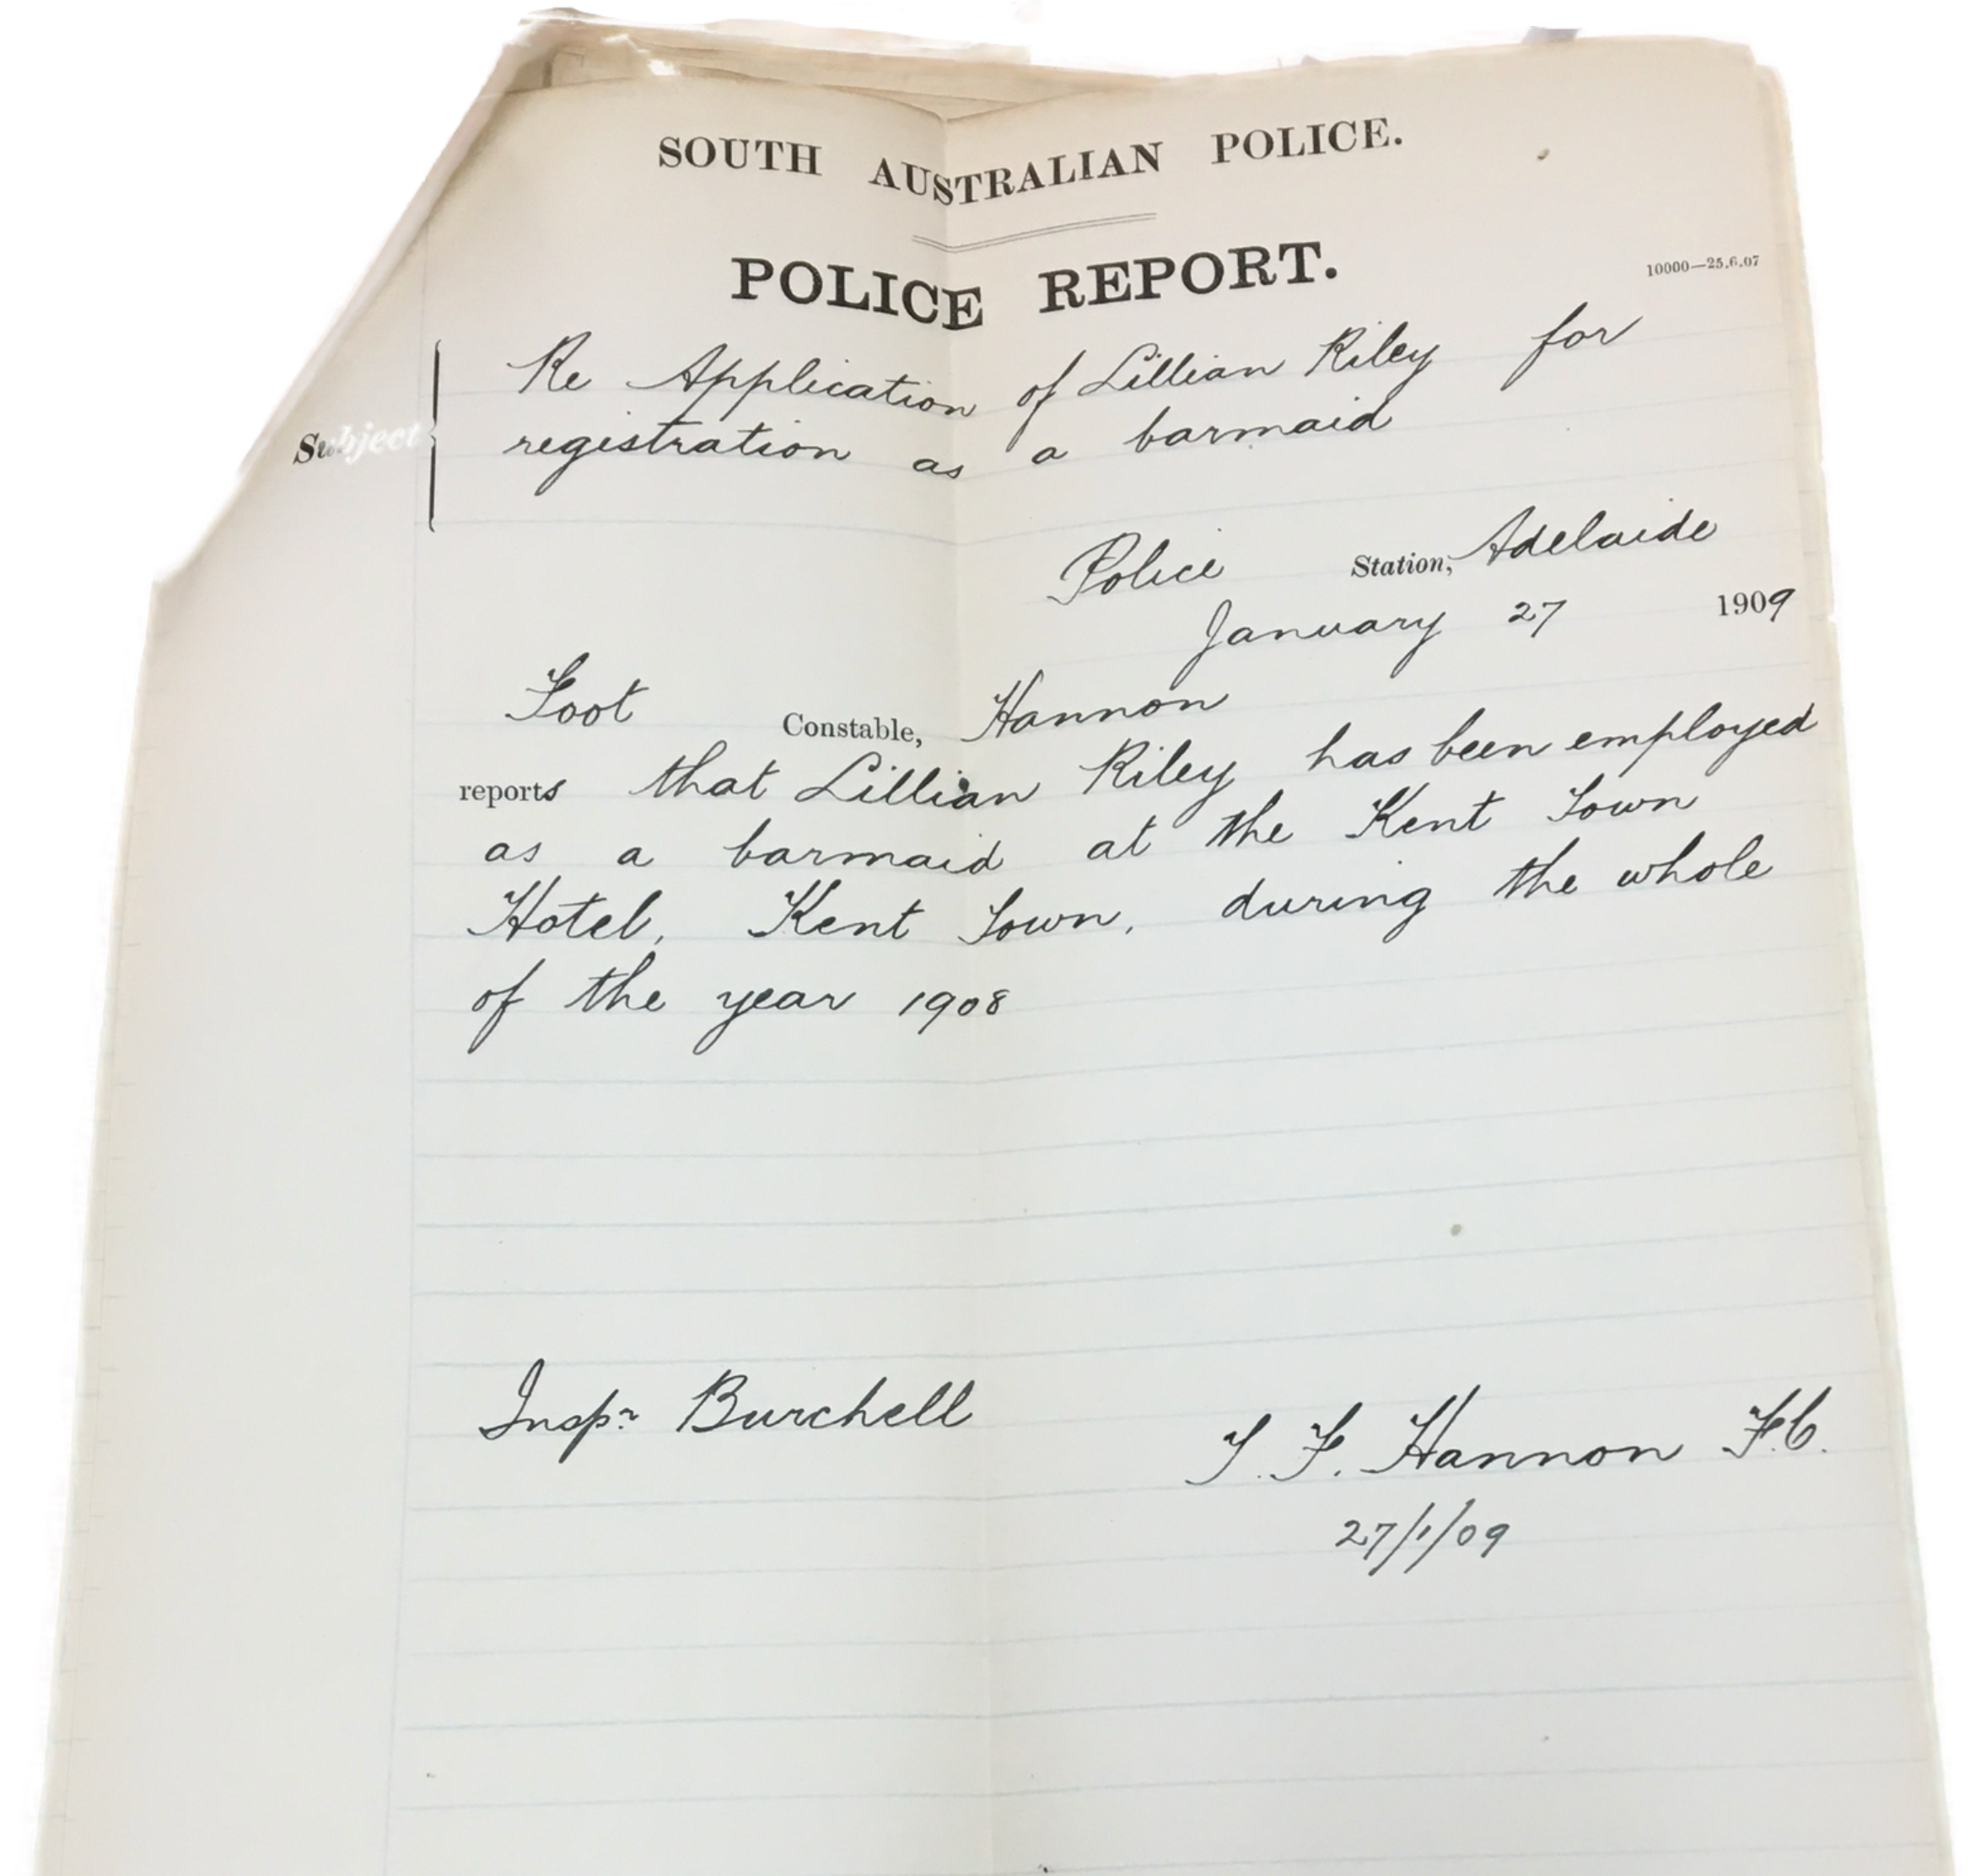 SOUTH AUSTRALIAN POLICE.
POLICE REPORT.
10000—25.6.07
Subject
Re Application of Lillian Riley for
registration as a barmaid
Police Station, Adelaide
January 27 1909
Foot Constable, Hannon
reports that Lillian Riley has been employed
as a barmaid at the Kent Town
Hotel, Kent Town, during the whole
of the year 1908
Inspr Burchell
T. F. Hannon F.C.
27/1/09